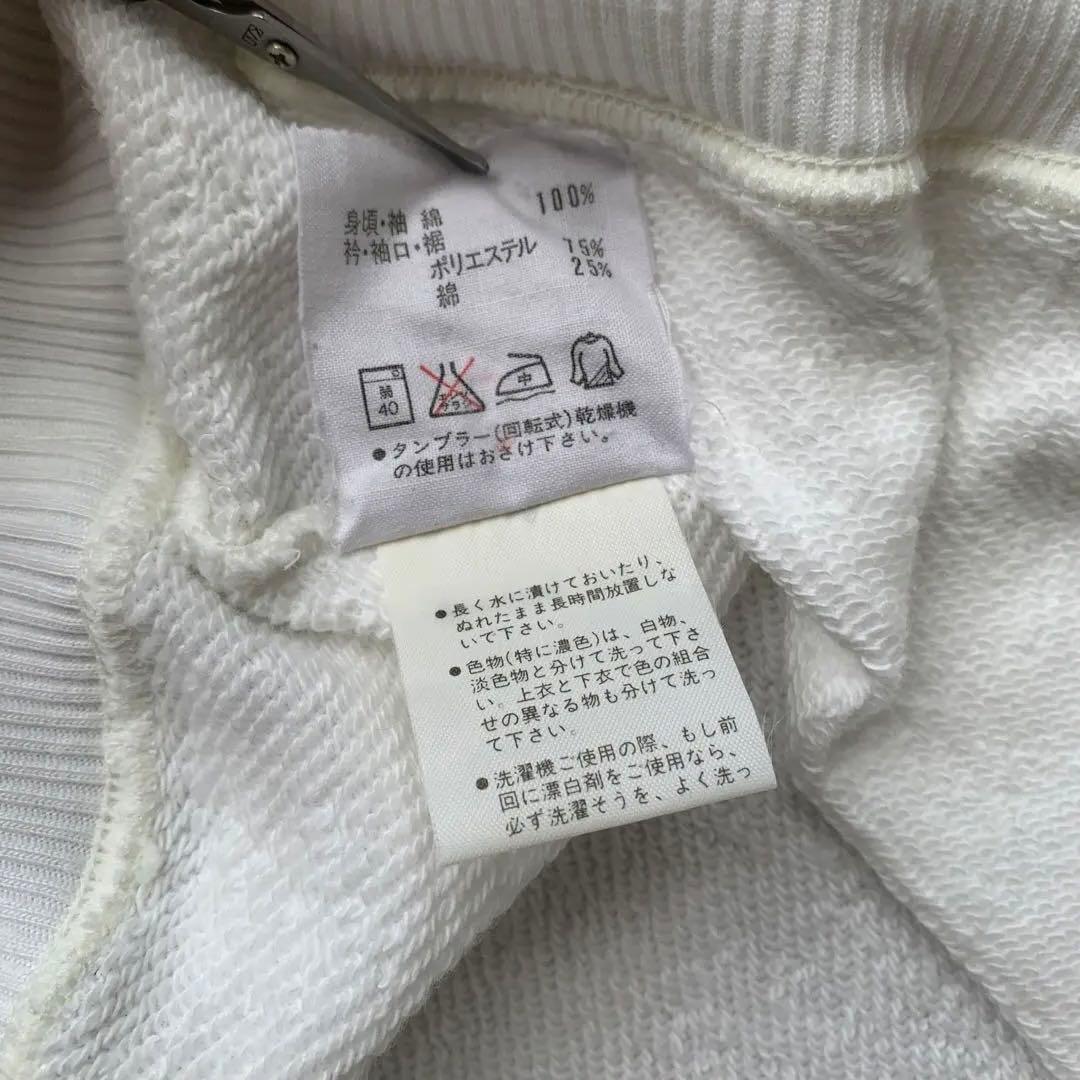 身頃・袖 綿 100%
衿・袖口・裾
ポリエステル 75%
綿 25%
弱
40
中
●タンブラー(回転式)乾燥機
の使用はおさけ下さい。
●長く水に漬けておいたり、
ぬれたまま長時間放置しな
いで下さい。
●色物(特に濃色)は、白物、
淡色物と分けて洗って下さ
い。上衣と下衣で色の組合
せの異なる物も分けて洗っ
て下さい。
●洗濯機ご使用の際、もし前
回に漂白剤をご使用なら、
必ず洗濯そうを、よく洗っ